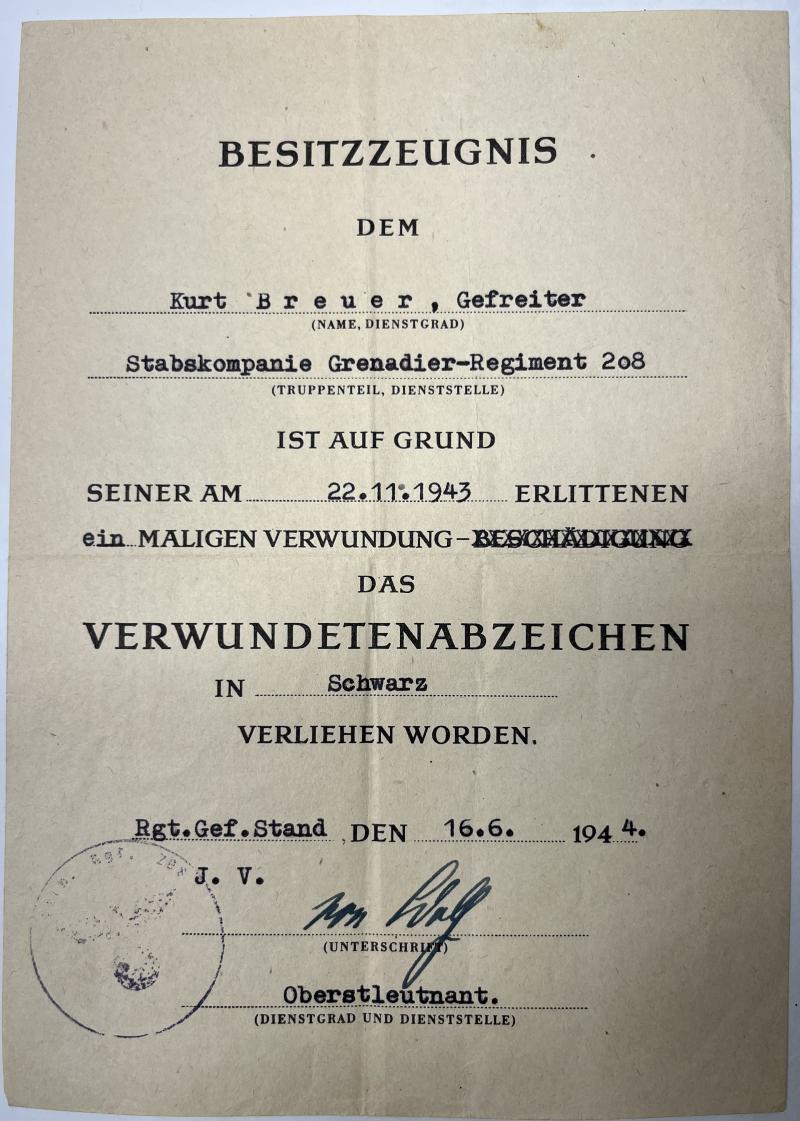 BESITZZEUGNIS
DEM
Kurt B r e u e r , Gefreiter
(NAME, DIENSTGRAD)
Stabskompanie Grenadier-Regiment 2o8
(TRUPPENTEIL, DIENSTSTELLE)
IST AUF GRUND
SEINER AM 22.11.1943 ERLITTENEN
ein MALIGEN VERWUNDUNG – BESCHÄDIGUNG
DAS
VERWUNDETENABZEICHEN
IN Schwarz
VERLIEHEN WORDEN.
Rgt.Gef.Stand , DEN 16.6. 1944.
J. V.
von
(UNTERSCHRIFT)
Oberstleutnant.
(DIENSTGRAD UND DIENSTSTELLE)